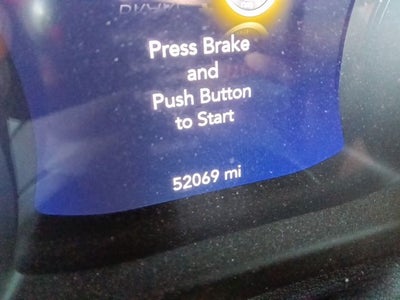 Press Brake
and
Push Button
to Start
52069 mi